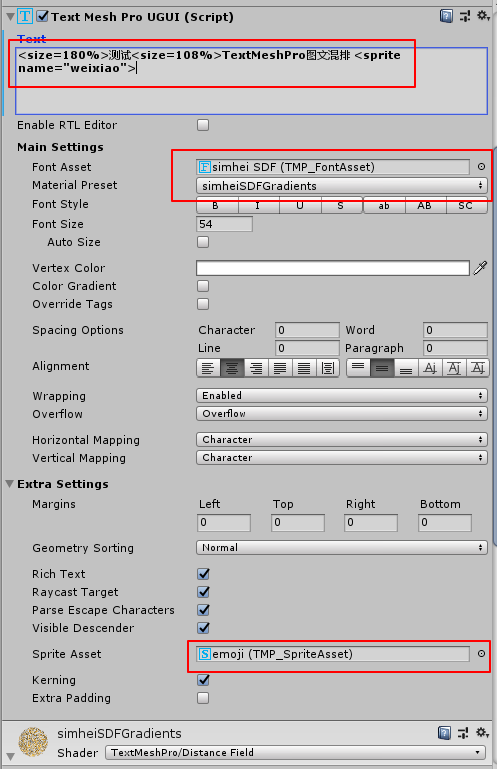 Text Mesh Pro UGUI (Script)
Text
<size=180%>测试<size=108%>TextMeshPro图文混排 <sprite
name="weixiao">
Enable RTL Editor
Main Settings
Font Asset
F simhei SDF (TMP_FontAsset)
Material Preset
simheiSDFGradients
Font Style
B I U S ab AB SC
Font Size
54
Auto Size
Vertex Color
Color Gradient
Override Tags
Spacing Options
Character 0 Word 0
Line 0 Paragraph 0
Alignment
Wrapping
Enabled
Overflow
Overflow
Horizontal Mapping
Character
Vertical Mapping
Character
Extra Settings
Margins
Left Top Right Bottom
0 0 0 0
Geometry Sorting
Normal
Rich Text
Raycast Target
Parse Escape Characters
Visible Descender
Sprite Asset
S emoji (TMP_SpriteAsset)
Kerning
Extra Padding
simheiSDFGradients
Shader
TextMeshPro/Distance Field